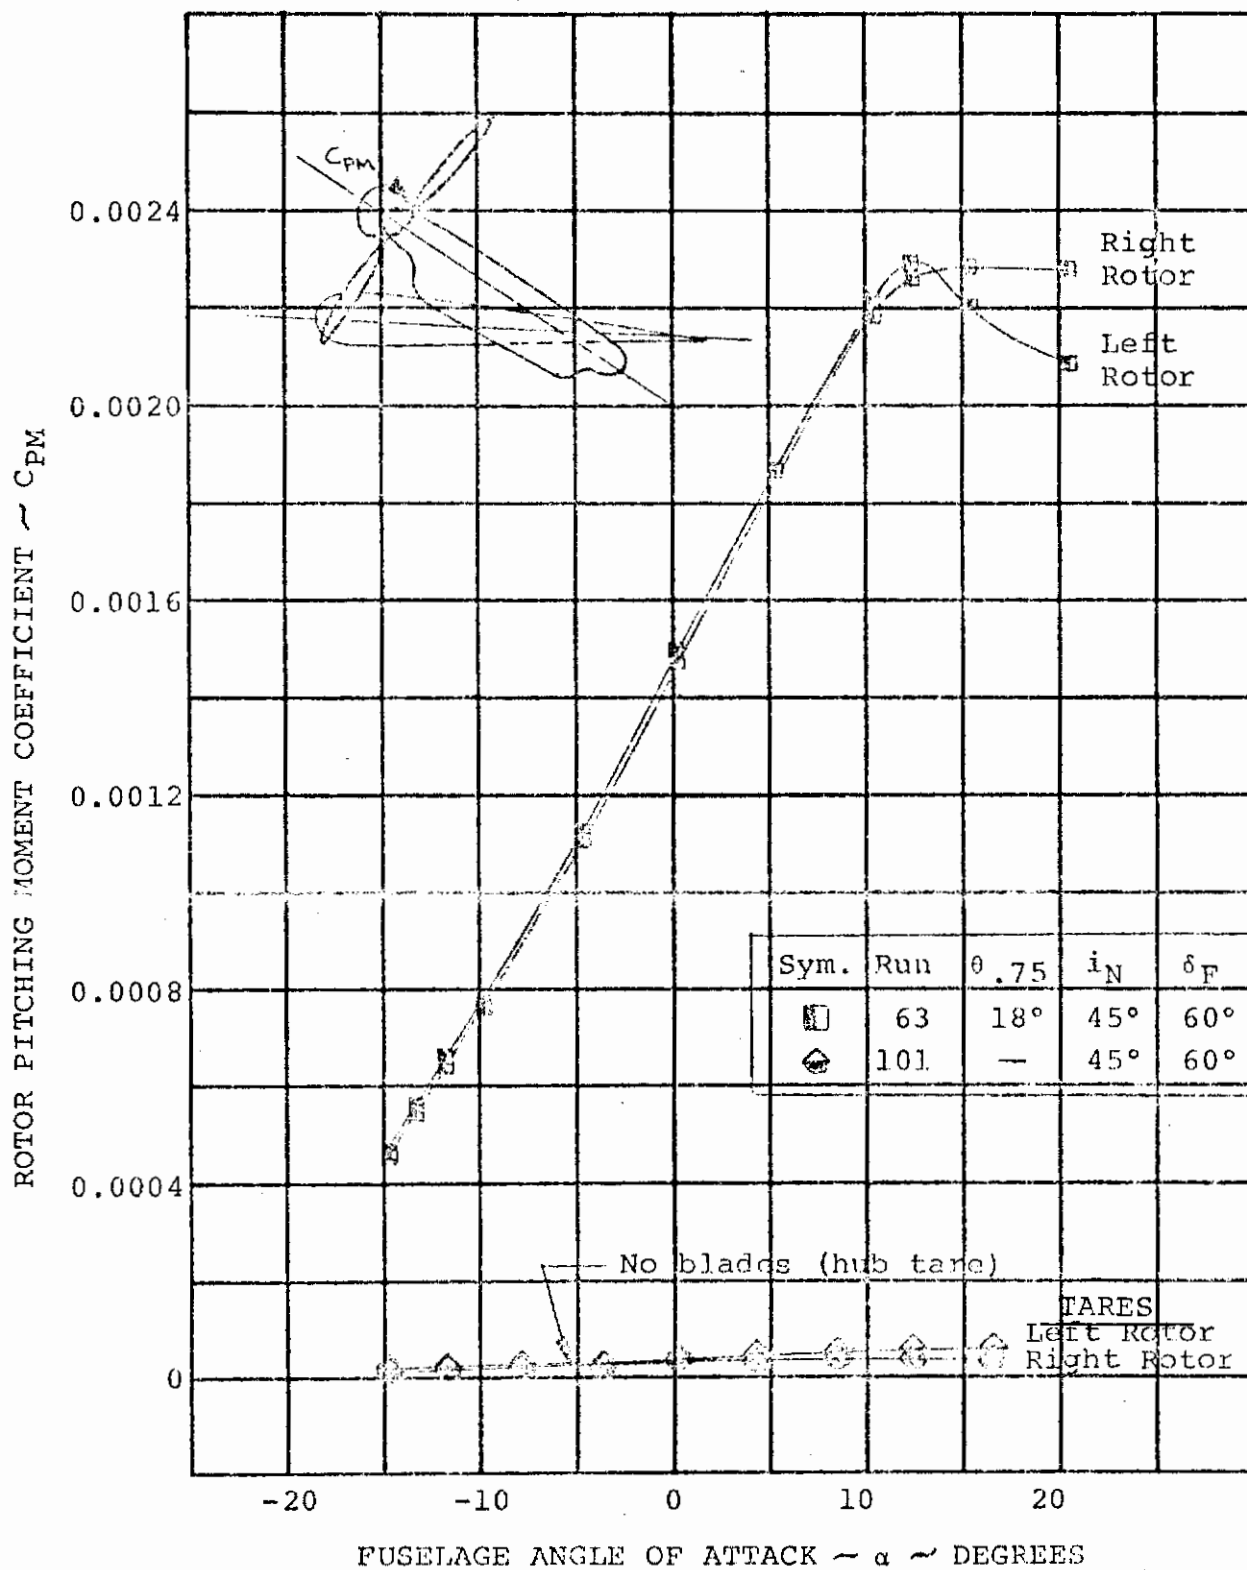 C_PM
0.0024
0.0020
0.0016
0.0012
0.0008
0.0004
0
ROTOR PITCHING MOMENT COEFFICIENT ~ C_PM
Right
Rotor
Left
Rotor
Sym. Run θ.75 i_N δ_F
63 18° 45° 60°
101 — 45° 60°
No blades (hub tare)
TARES
Left Rotor
Right Rotor
-20 -10 0 10 20
FUSELAGE ANGLE OF ATTACK ~ α ~ DEGREES